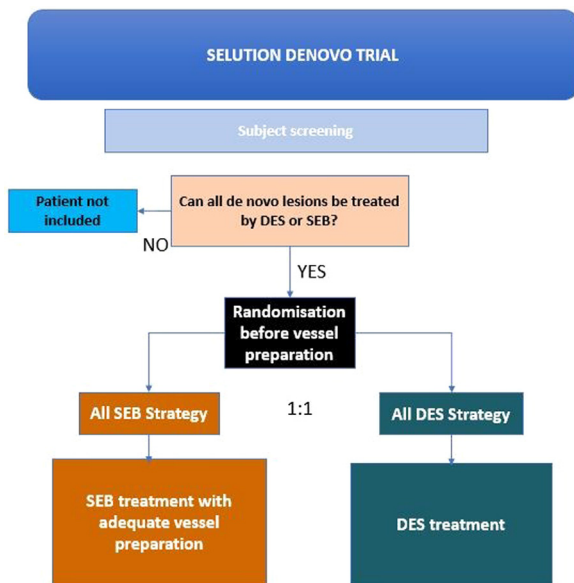 SELUTION DENOVO TRIAL
Subject screening
Can all de novo lesions be treated
by DES or SEB?
Patient not
included
NO
YES
Randomisation
before vessel
preparation
All SEB Strategy
1:1
All DES Strategy
SEB treatment with
adequate vessel
preparation
DES treatment